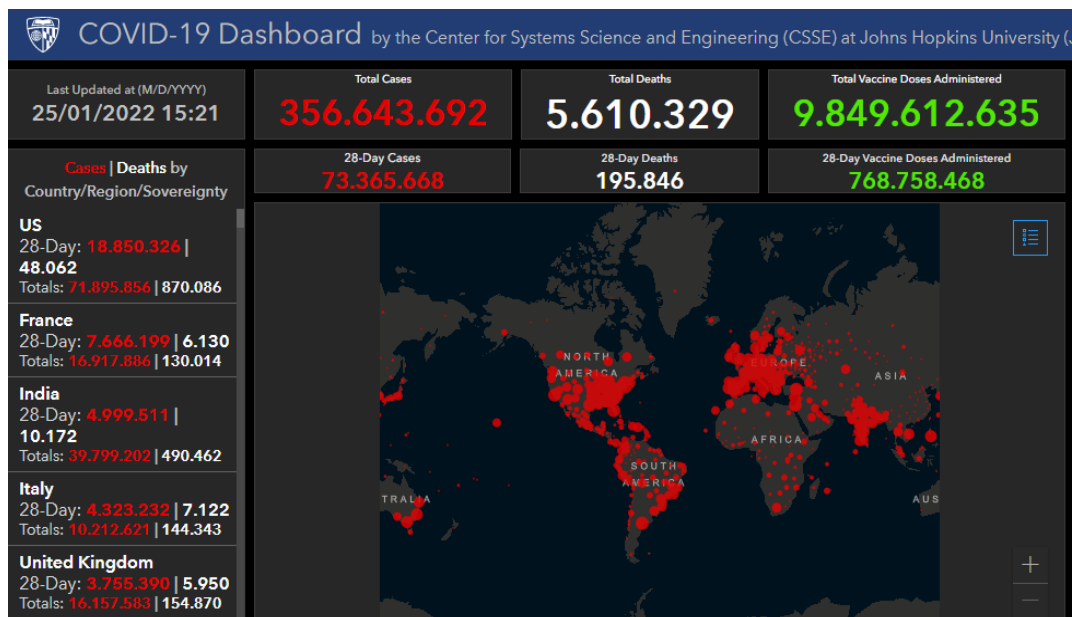 COVID-19 Dashboard by the Center for Systems Science and Engineering (CSSE) at Johns Hopkins University (J
Last Updated at (M/D/YYYY)
25/01/2022 15:21
Total Cases
356.643.692
Total Deaths
5.610.329
Total Vaccine Doses Administered
9.849.612.635
28-Day Cases
73.365.668
28-Day Deaths
195.846
28-Day Vaccine Doses Administered
768.758.468
Cases | Deaths by
Country/Region/Sovereignty
US
28-Day: 18.850.326 |
48.062
Totals: 71.895.856 | 870.086
France
28-Day: 7.666.199 | 6.130
Totals: 16.917.886 | 130.014
India
28-Day: 4.999.511 |
10.172
Totals: 39.799.202 | 490.462
Italy
28-Day: 4.323.232 | 7.122
Totals: 10.212.621 | 144.343
United Kingdom
28-Day: 3.755.390 | 5.950
Totals: 16.157.583 | 154.870
NORTH
AMERICA
EUROPE
ASIA
AFRICA
SOUTH
AMERICA
TRALIA
AUS